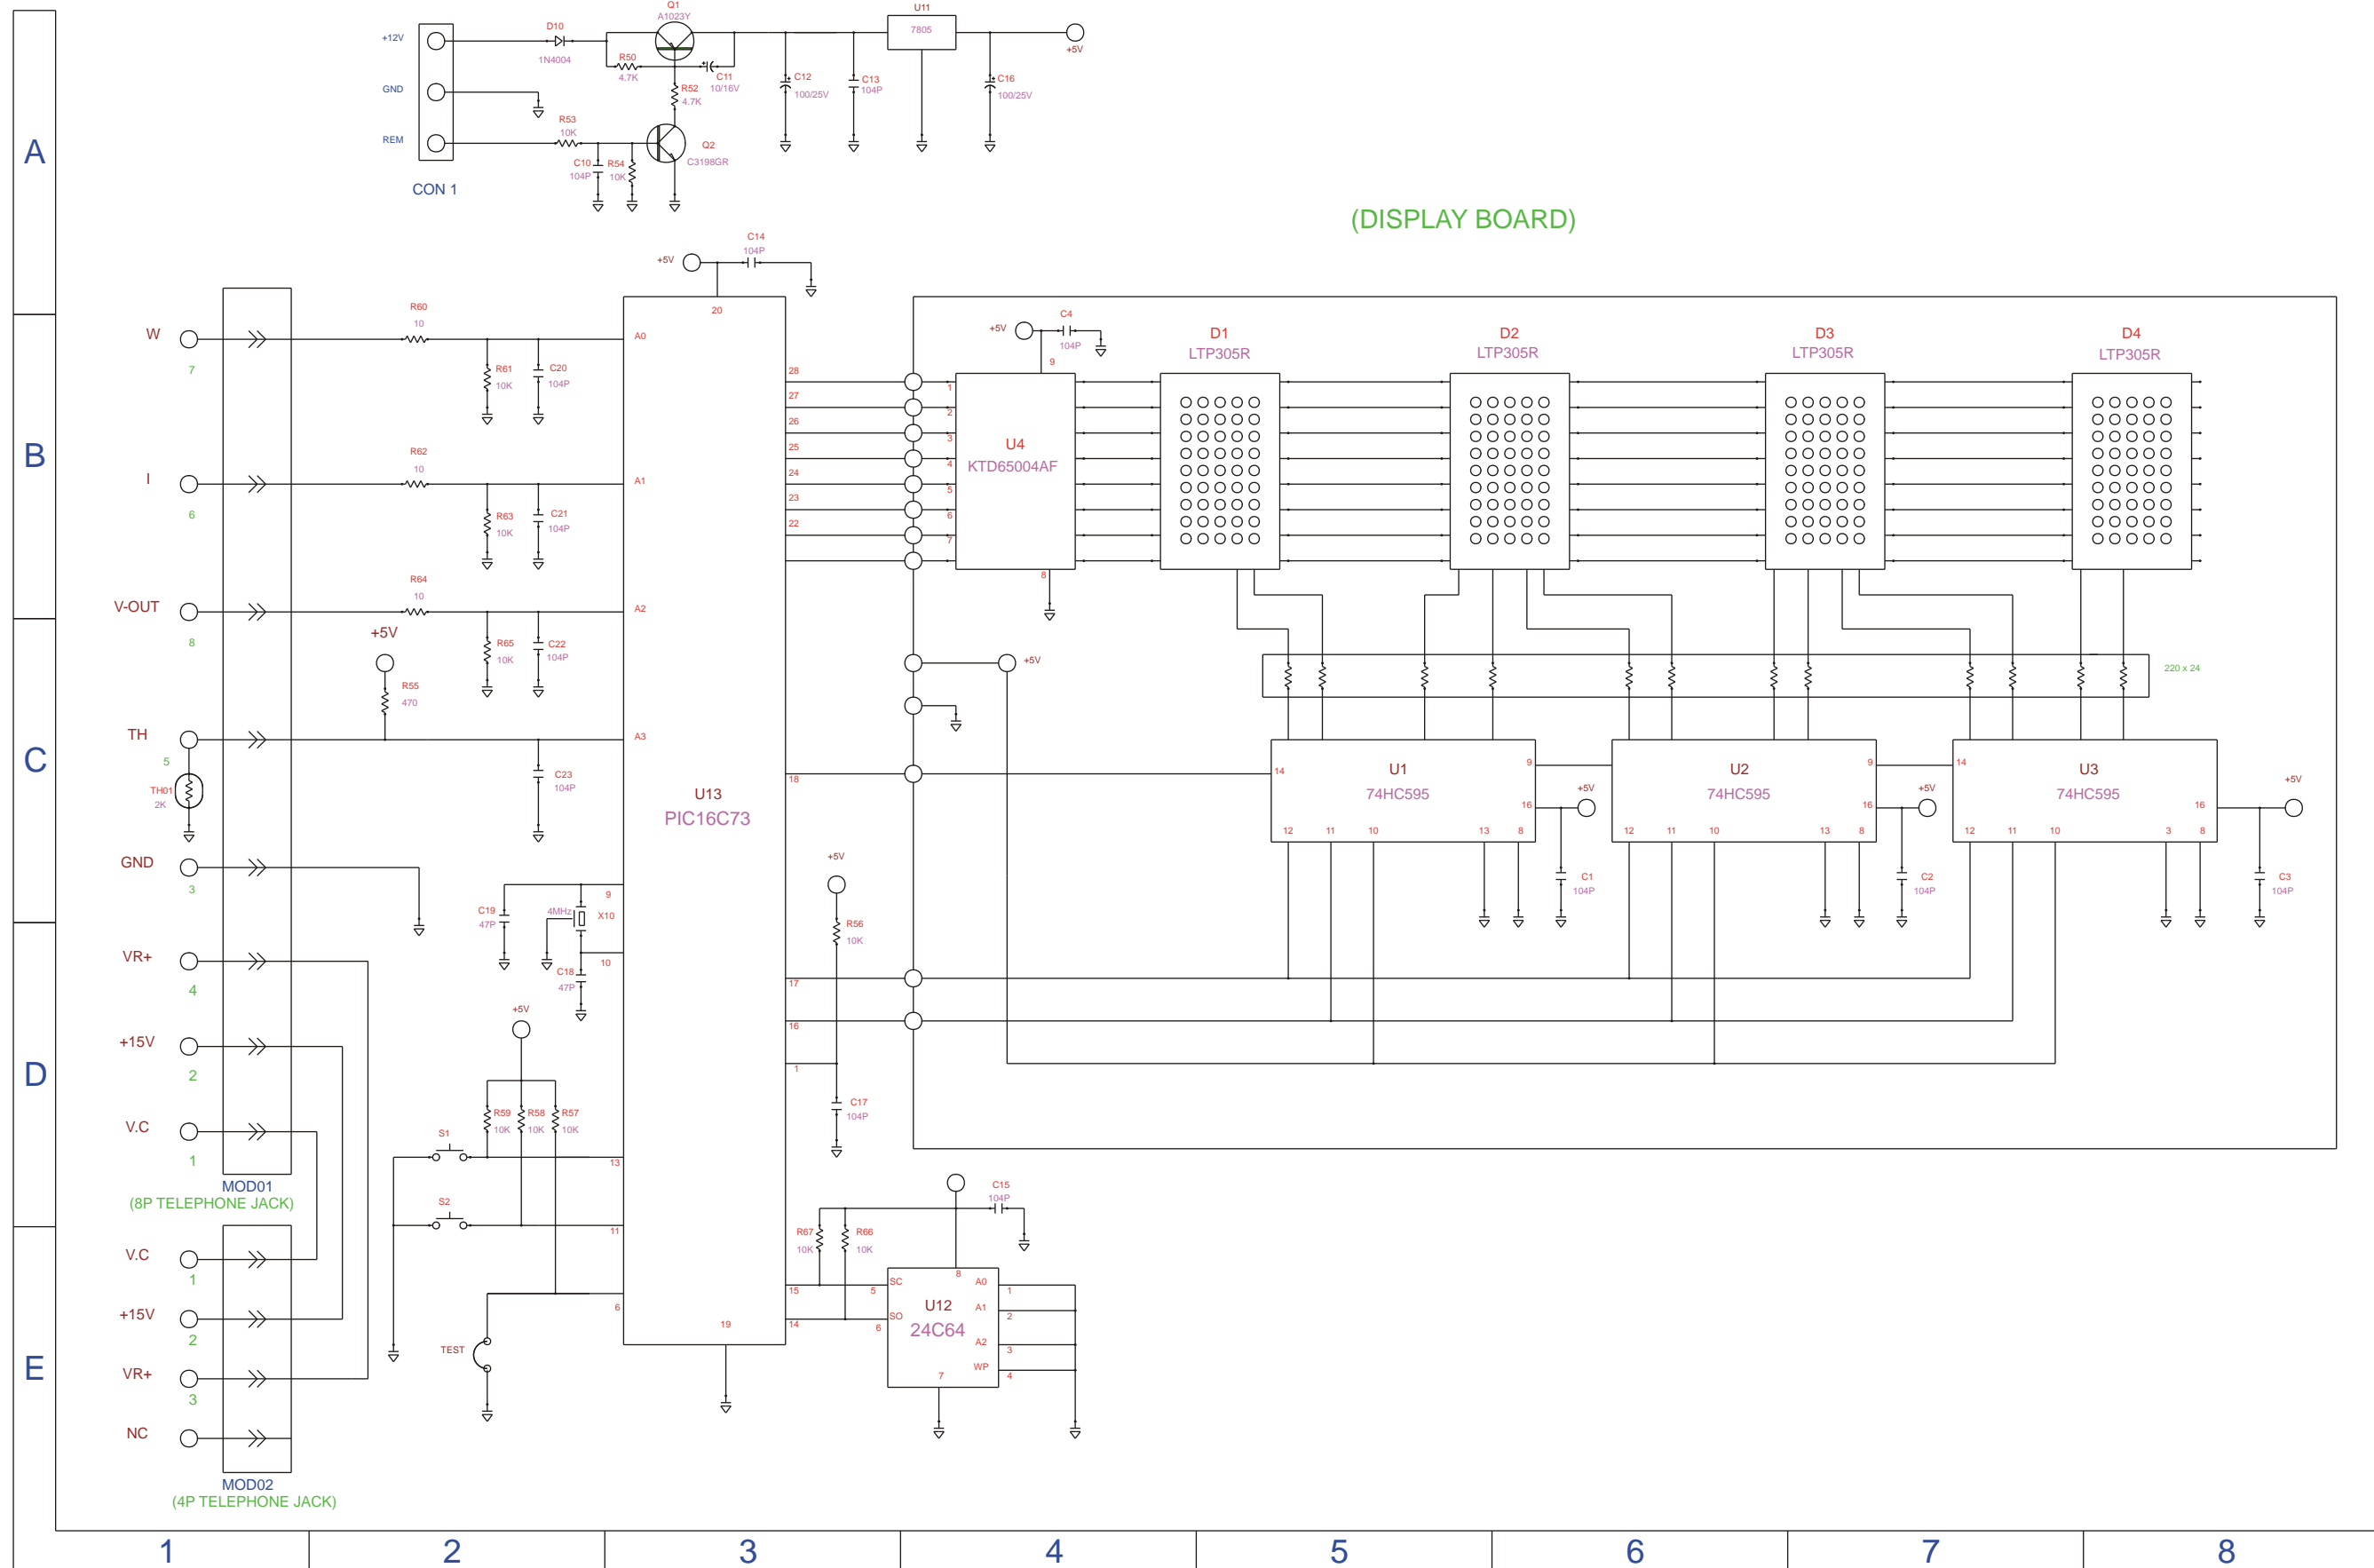 A
B
C
D
E
1 2 3 4 5 6 7 8
+12V
GND
REM
CON 1
D10
1N4004
Q1
A1023Y
R50
4.7K
C11
10/16V
R52
4.7K
R53
10K
C10
104P
R54
10K
Q2
C3198GR
C12
100/25V
C13
104P
U11
7805
C16
100/25V
+5V
(DISPLAY BOARD)
C14
104P
+5V
20
W
7
R60
10
R61
10K
C20
104P
A0
I
6
R62
10
R63
10K
C21
104P
A1
V-OUT
8
R64
10
R65
10K
C22
104P
A2
+5V
R55
470
TH
5
TH01
2K
C23
104P
A3
GND
3
VR+
4
+15V
2
V.C
1
MOD01
(8P TELEPHONE JACK)
V.C
1
+15V
2
VR+
3
NC
MOD02
(4P TELEPHONE JACK)
C19
47P
4MHz
X10
C18
47P
9
10
+5V
R59
10K
R58
10K
R57
10K
S1
13
S2
11
6
TEST
U13
PIC16C73
28
27
26
25
24
23
22
18
17
16
1
15
14
19
+5V
R56
10K
C17
104P
R67
10K
R66
10K
C15
104P
SC
5
SO
6
8
U12
24C64
A0
1
A1
2
A2
3
WP
4
7
+5V
C4
104P
9
1
2
3
4
5
6
7
U4
KTD65004AF
8
+5V
D1
LTP305R
D2
LTP305R
D3
LTP305R
D4
LTP305R
220 x 24
14
U1
74HC595
9
16
12 11 10 13 8
+5V
C1
104P
U2
74HC595
9
16
12 11 10 13 8
+5V
C2
104P
14
U3
74HC595
16
12 11 10 3 8
+5V
C3
104P